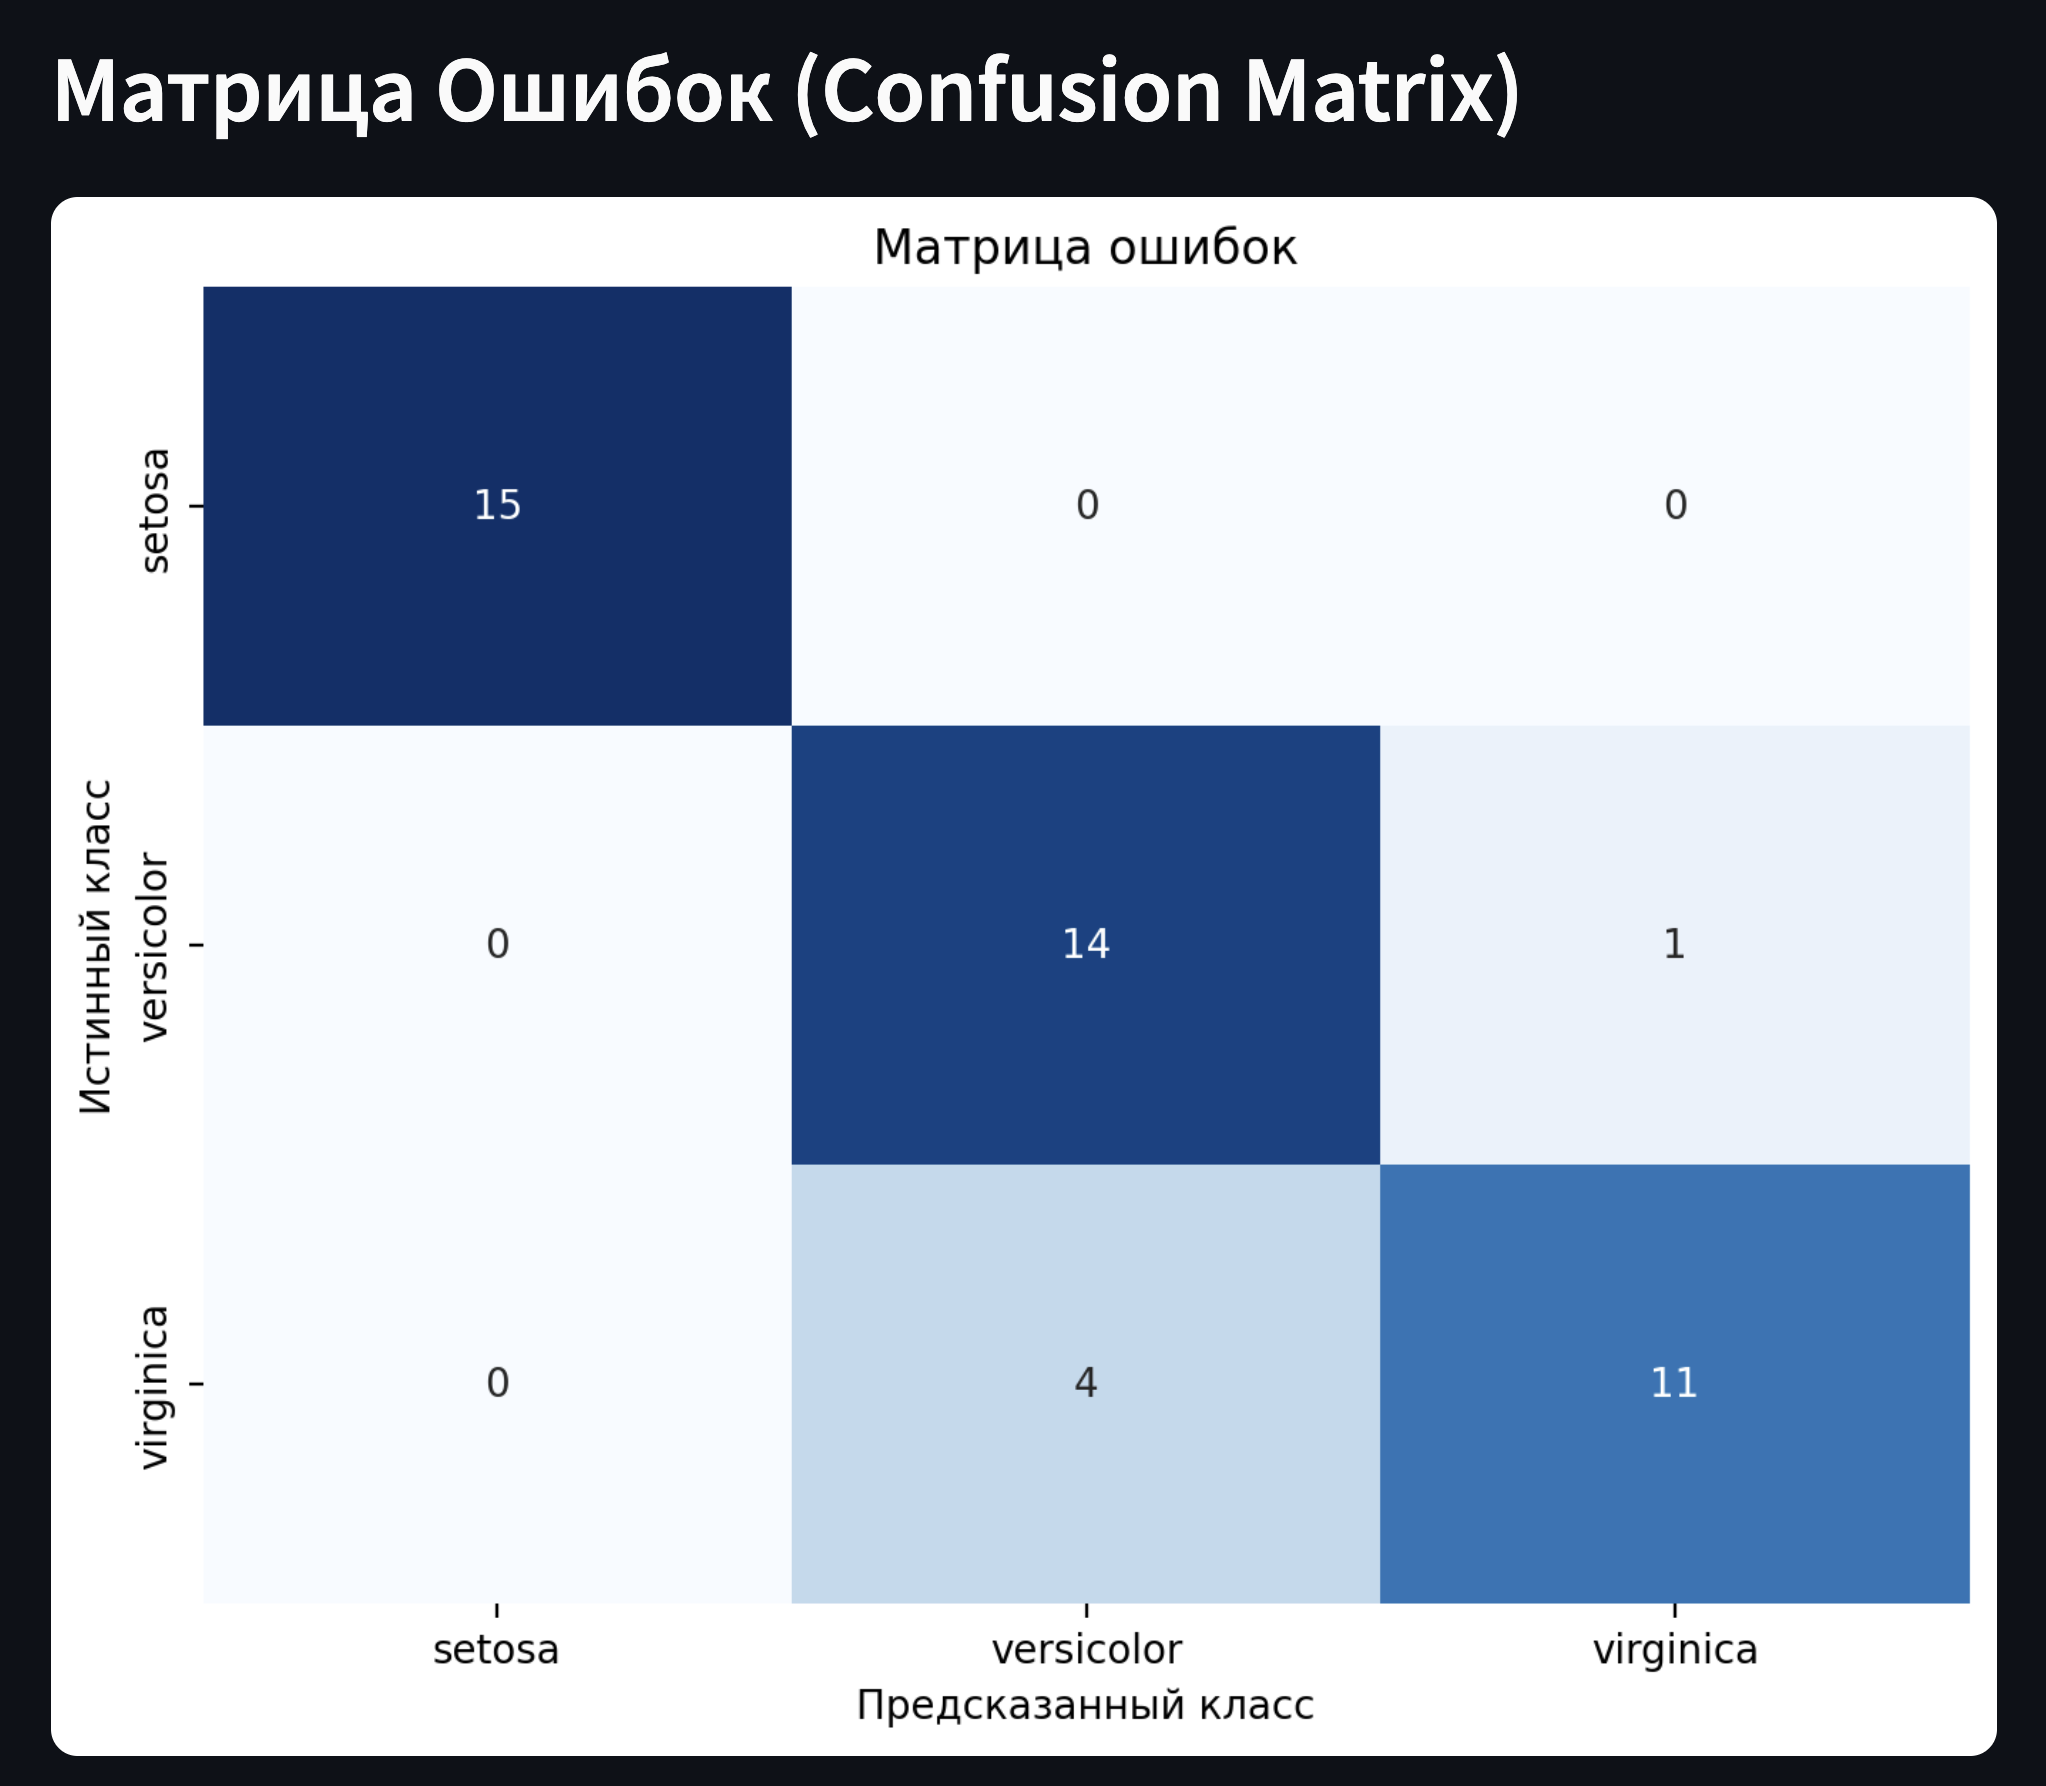 Матрица Ошибок (Confusion Matrix)
Матрица ошибок
setosa
15 0 0
Истинный класс
versicolor
0 14 1
virginica
0 4 11
setosa versicolor virginica
Предсказанный класс